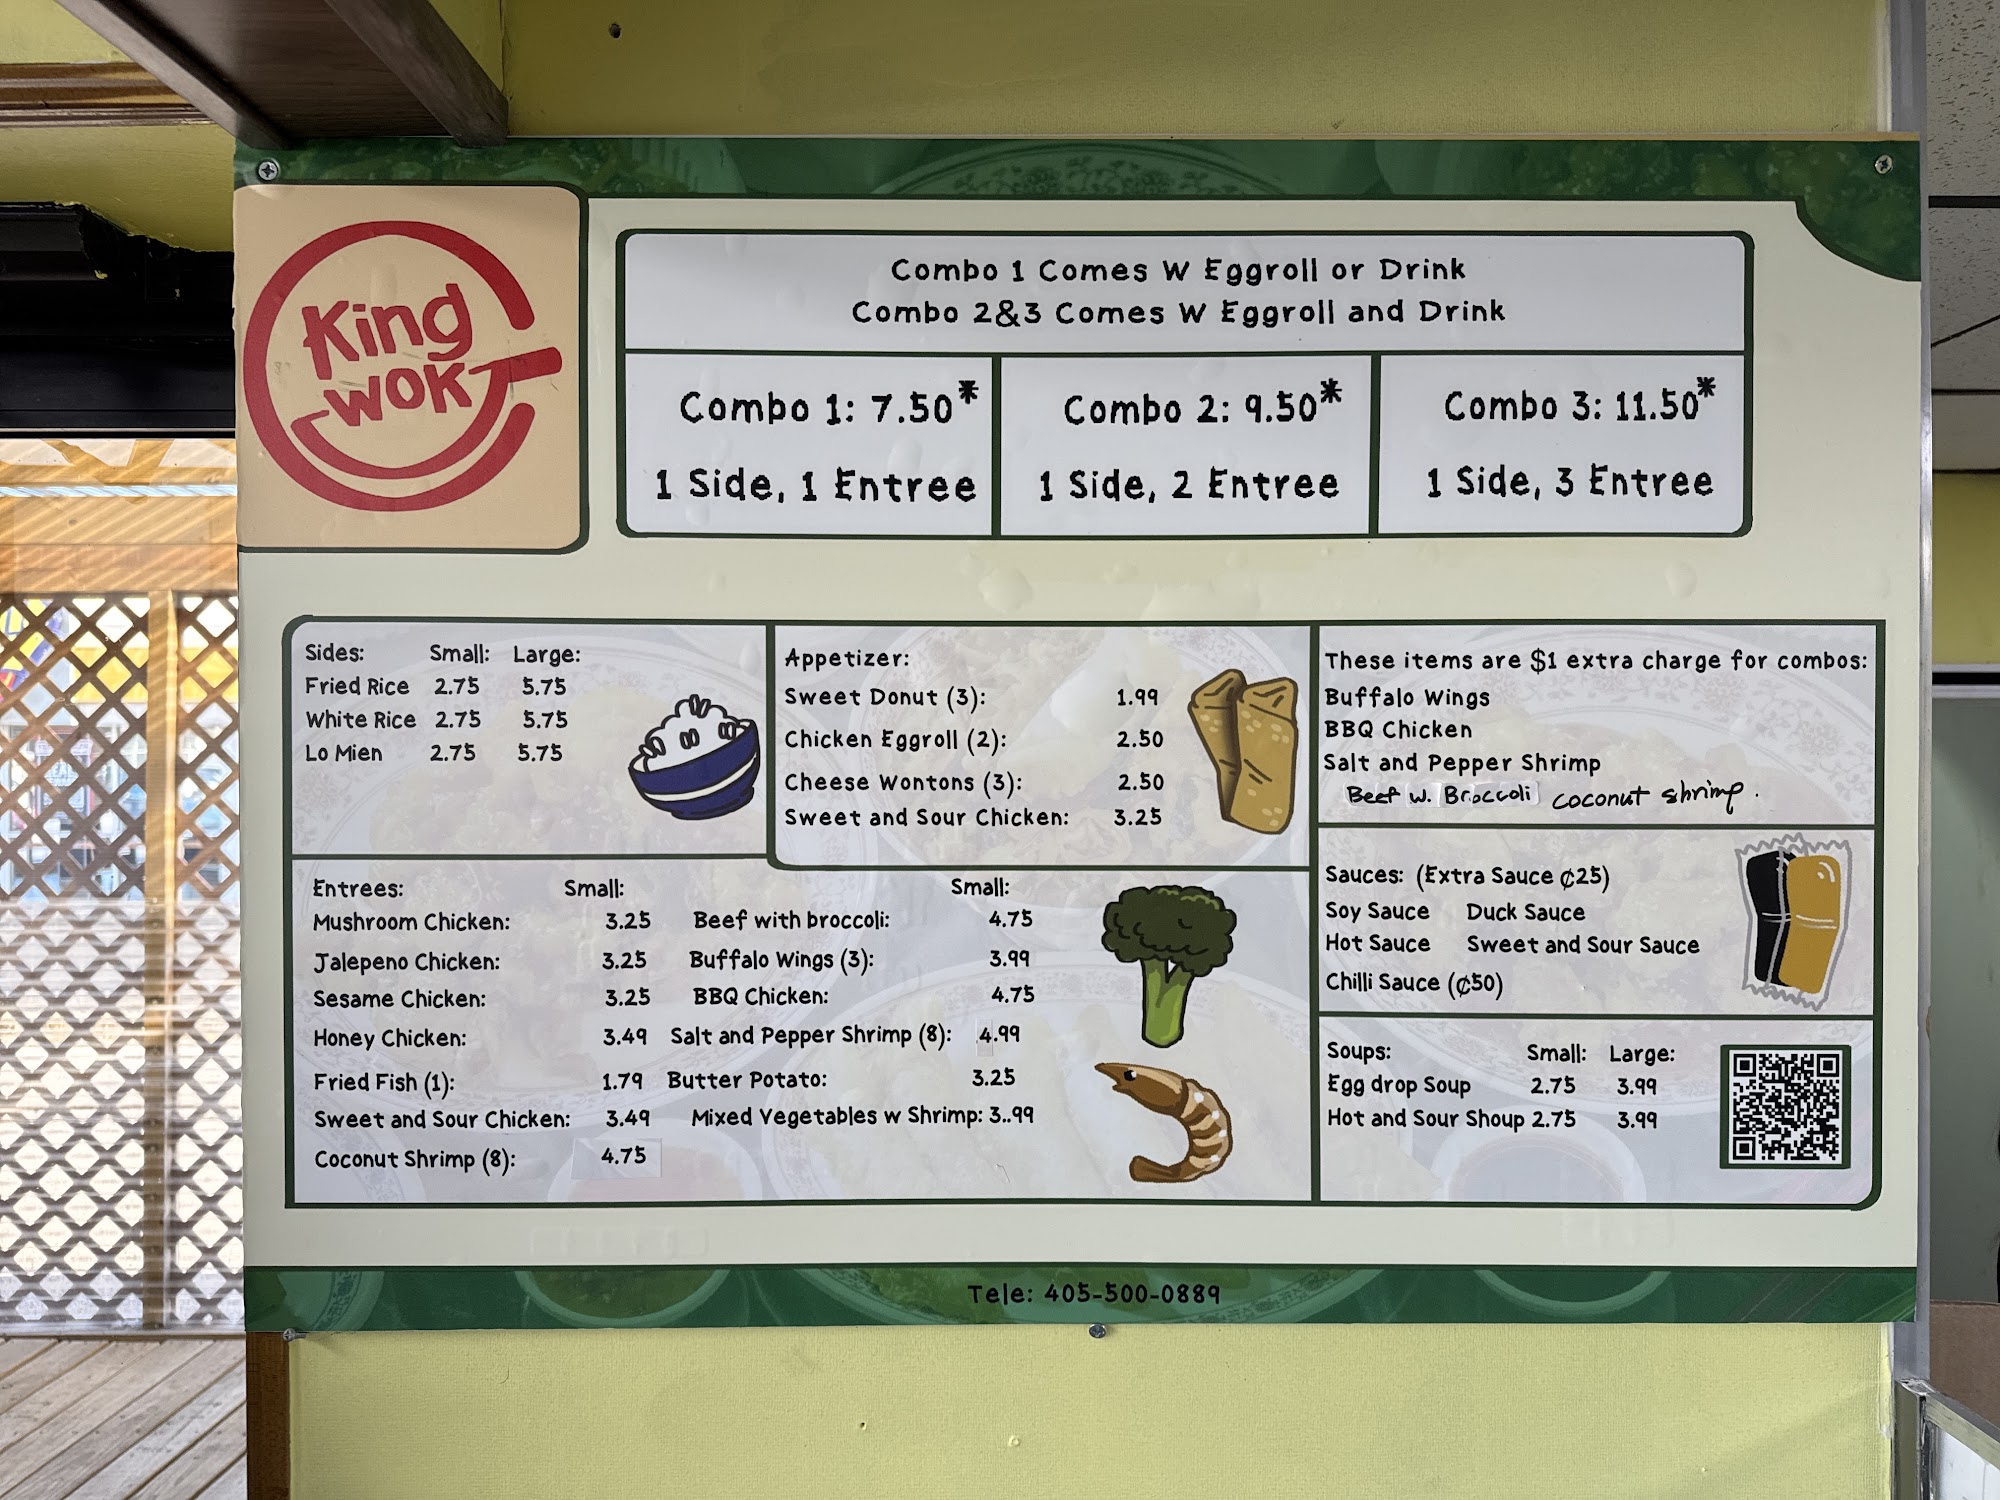 King
WOK
Combo 1 Comes W Eggroll or Drink
Combo 2&3 Comes W Eggroll and Drink
Combo 1: 7.50*
1 Side, 1 Entree
Combo 2: 9.50*
1 Side, 2 Entree
Combo 3: 11.50*
1 Side, 3 Entree
Sides: Small: Large:
Fried Rice 2.75 5.75
White Rice 2.75 5.75
Lo Mien 2.75 5.75
Appetizer:
Sweet Donut (3): 1.99
Chicken Eggroll (2): 2.50
Cheese Wontons (3): 2.50
Sweet and Sour Chicken: 3.25
These items are $1 extra charge for combos:
Buffalo Wings
BBQ Chicken
Salt and Pepper Shrimp
Beef w. Broccoli coconut shrimp.
Entrees: Small: Small:
Mushroom Chicken: 3.25 Beef with broccoli: 4.75
Jalepeno Chicken: 3.25 Buffalo Wings (3): 3.99
Sesame Chicken: 3.25 BBQ Chicken: 4.75
Honey Chicken: 3.49 Salt and Pepper Shrimp (8): 4.99
Fried Fish (1): 1.79 Butter Potato: 3.25
Sweet and Sour Chicken: 3.49 Mixed Vegetables w Shrimp: 3..99
Coconut Shrimp (8): 4.75
Sauces: (Extra Sauce ¢25)
Soy Sauce Duck Sauce
Hot Sauce Sweet and Sour Sauce
Chilli Sauce (¢50)
Soups: Small: Large:
Egg drop Soup 2.75 3.99
Hot and Sour Shoup 2.75 3.99
Tele: 405-500-0889